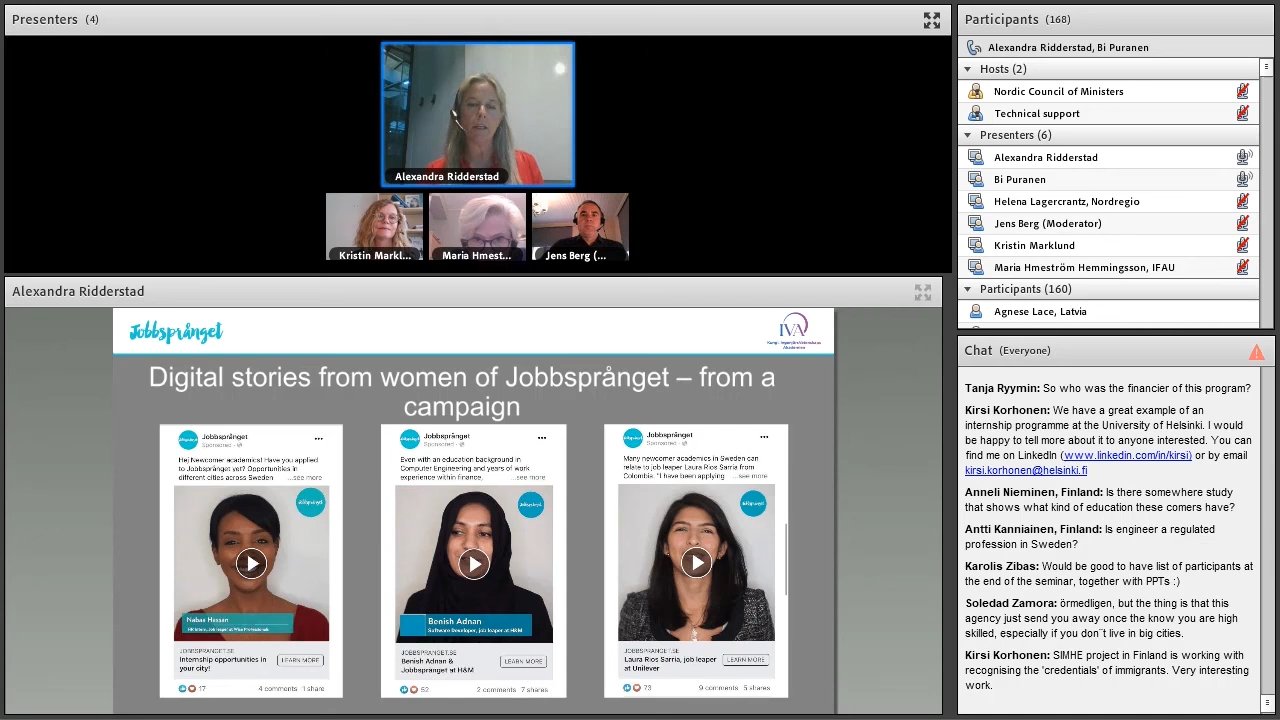 Presenters (4)
Alexandra Ridderstad
Kristin Markl...
Maria Hmest...
Jens Berg (...
Alexandra Ridderstad
Jobbsprånget
IVA
Digital stories from women of Jobbsprånget – from a
campaign
Jobbsprånget
Sponsored
Hej Newcomer academics! Have you applied
to Jobbsprånget yet? Opportunities in
different cities across Sweden ...see more
Jobbsprånget
Nabaa Hassan
HR Intern, Job leaper at Wise Professionals
JOBBSPRANGET.SE
Internship opportunities in
your city!
LEARN MORE
17 4 comments 1 share
Jobbsprånget
Sponsored
Even with an education background in
Computer Engineering and years of work
experience within finance, ...see more
Jobbsprånget
Benish Adnan
Software Developer, job leaper at H&M
JOBBSPRANGET.SE
Benish Adnan &
Jobbsprånget at H&M
LEARN MORE
52 2 comments 7 shares
Jobbsprånget
Sponsored
Many newcomer academics in Sweden can
relate to job leaper Laura Rios Sarria from
Colombia. "I have been applying ...see more
Jobbsprånget
JOBBSPRANGET.SE
Laura Rios Sarria, job leaper
at Unilever
LEARN MORE
73 9 comments 5 shares
Participants (168)
Alexandra Ridderstad, Bi Puranen
Hosts (2)
Nordic Council of Ministers
Technical support
Presenters (6)
Alexandra Ridderstad
Bi Puranen
Helena Lagercrantz, Nordregio
Jens Berg (Moderator)
Kristin Marklund
Maria Hmeström Hemmingsson, IFAU
Participants (160)
Agnese Lace, Latvia
Chat (Everyone)
Tanja Ryymin: So who was the financier of this program?
Kirsi Korhonen: We have a great example of an
internship programme at the University of Helsinki. I would
be happy to tell more about it to anyone interested. You can
find me on LinkedIn (www.linkedin.com/in/kirsi) or by email
kirsi.korhonen@helsinki.fi
Anneli Nieminen, Finland: Is there somewhere study
that shows what kind of education these comers have?
Antti Kannainen, Finland: Is engineer a regulated
profession in Sweden?
Karolis Zibas: Would be good to have list of participants at
the end of the seminar, together with PPTs :)
Soledad Zamora: örmedligen, but the thing is that this
agency just send you away once they know you are high
skilled, especially if you don't live in big cities.
Kirsi Korhonen: SIMHE project in Finland is working with
recognising the 'credentials' of immigrants. Very interesting
work.